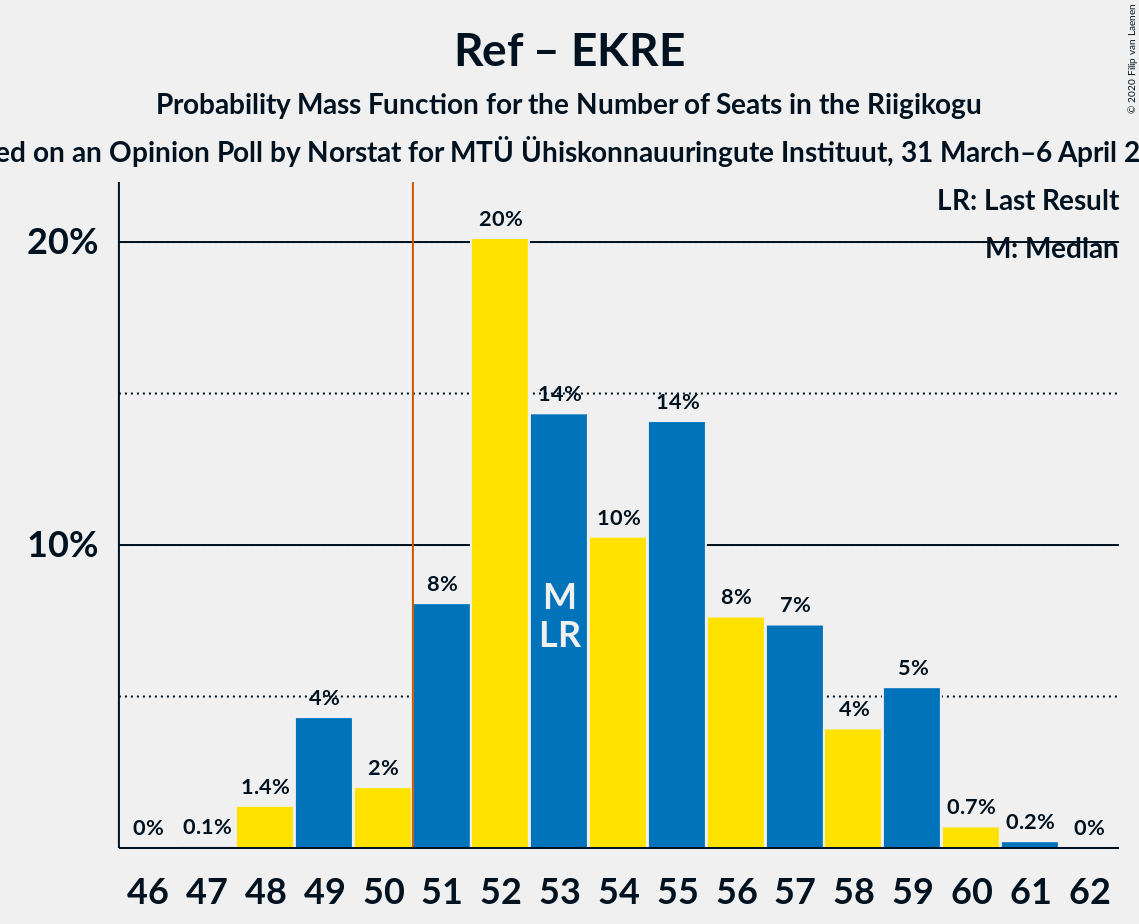 Ref – EKRE
Probability Mass Function for the Number of Seats in the Riigikogu
ed on an Opinion Poll by Norstat for MTÜ Ühiskonnauuringute Instituut, 31 March–6 April 2
© 2020 Filip van Laenen
LR: Last Result
M: Median
20%
10%
0%
0.1%
1.4%
4%
2%
8%
20%
14%
10%
14%
8%
7%
4%
5%
0.7%
0.2%
0%
M
LR
46 47 48 49 50 51 52 53 54 55 56 57 58 59 60 61 62